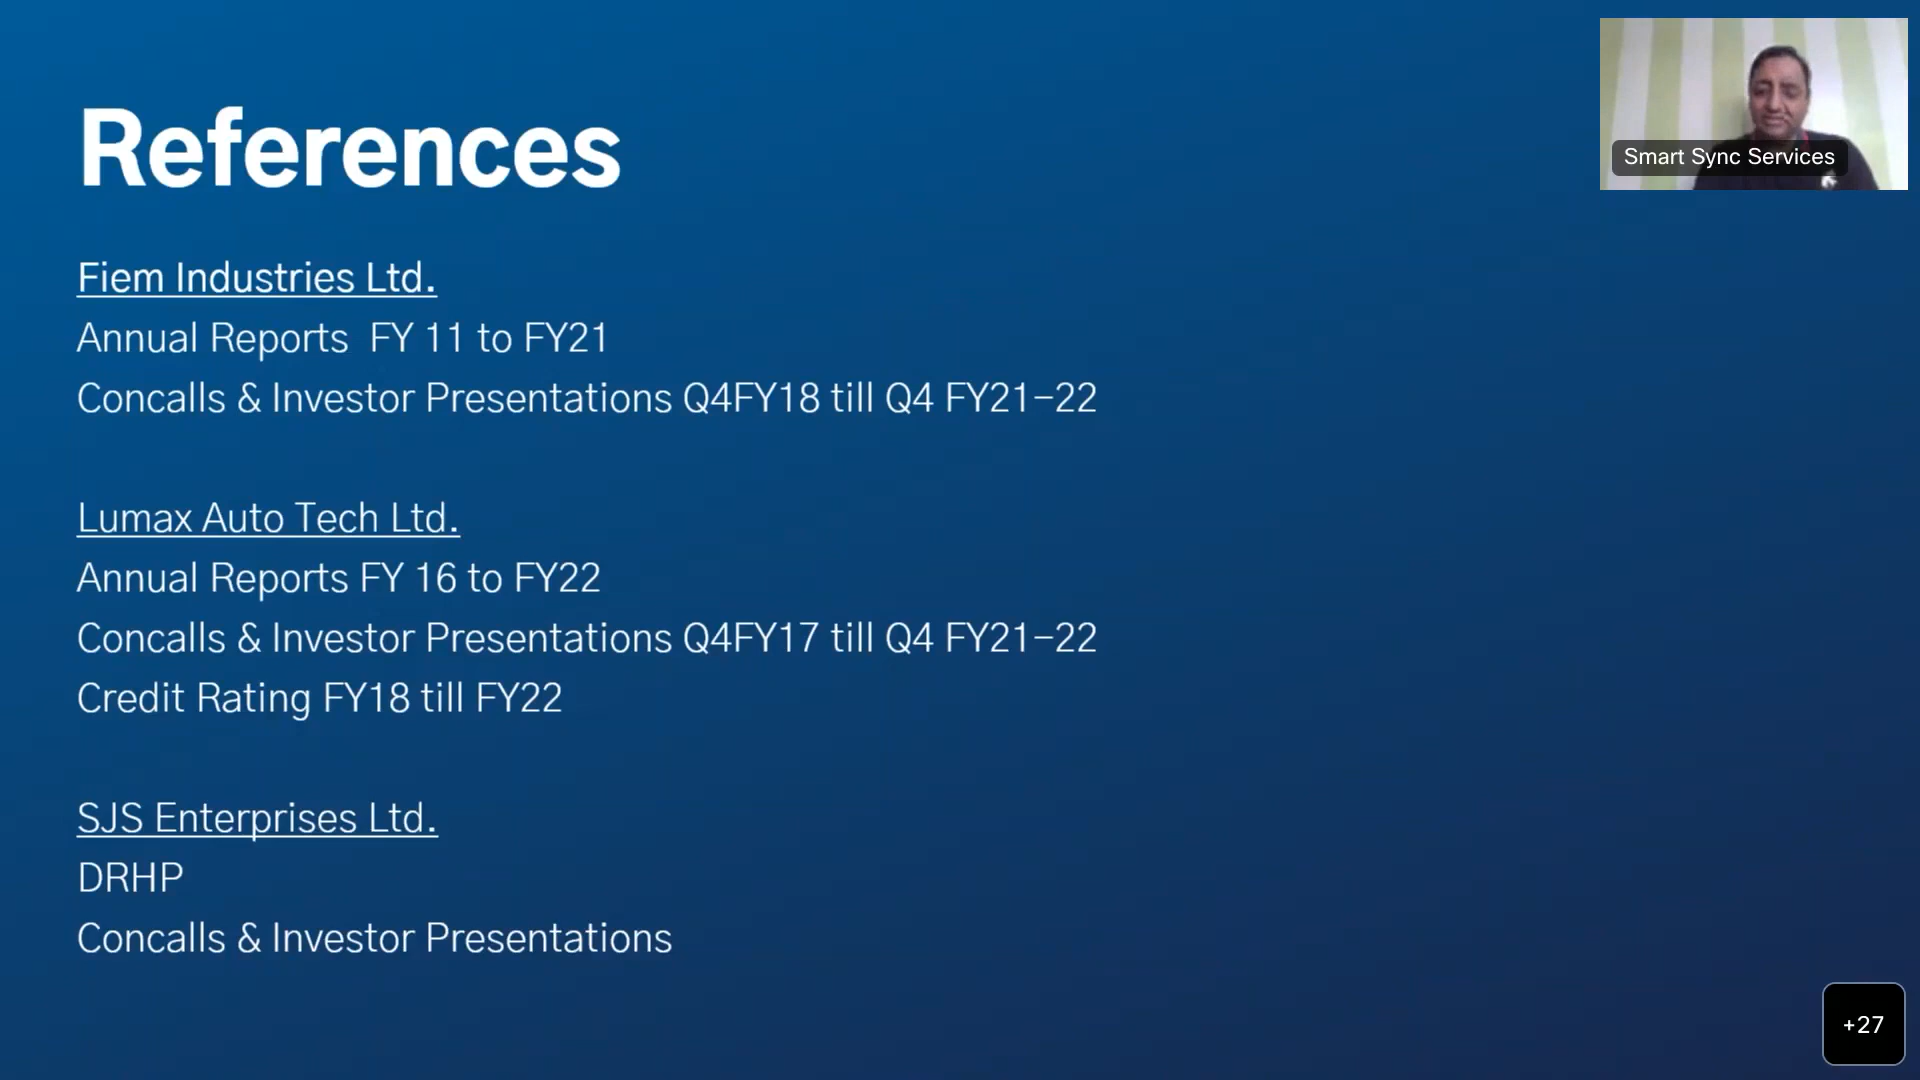 References
Smart Sync Services
Fiem Industries Ltd.
Annual Reports  FY 11 to FY21
Concalls & Investor Presentations Q4FY18 till Q4 FY21-22
Lumax Auto Tech Ltd.
Annual Reports FY 16 to FY22
Concalls & Investor Presentations Q4FY17 till Q4 FY21-22
Credit Rating FY18 till FY22
SJS Enterprises Ltd.
DRHP
Concalls & Investor Presentations
+27